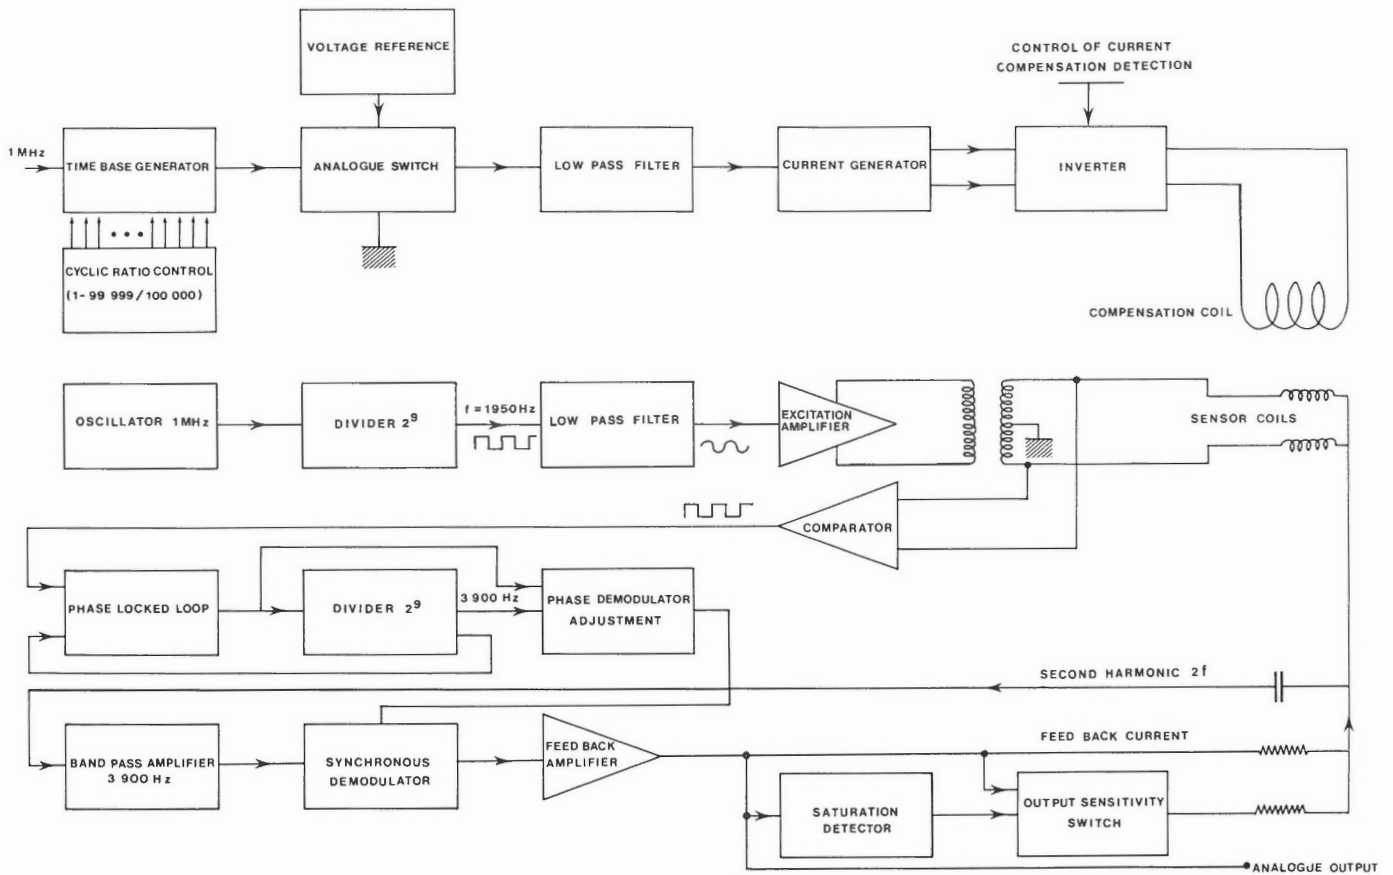 VOLTAGE REFERENCE
CONTROL OF CURRENT
COMPENSATION DETECTION
1 MHz
TIME BASE GENERATOR
ANALOGUE SWITCH
LOW PASS FILTER
CURRENT GENERATOR
INVERTER
CYCLIC RATIO CONTROL
(1- 99 999/100 000)
COMPENSATION COIL
OSCILLATOR 1MHz
DIVIDER 2⁹
f = 1950Hz
LOW PASS FILTER
EXCITATION
AMPLIFIER
SENSOR COILS
COMPARATOR
PHASE LOCKED LOOP
DIVIDER 2⁹
3 900 Hz
PHASE DEMODULATOR
ADJUSTMENT
SECOND HARMONIC 2f
BAND PASS AMPLIFIER
3 900 Hz
SYNCHRONOUS
DEMODULATOR
FEED BACK
AMPLIFIER
FEED BACK CURRENT
SATURATION
DETECTOR
OUTPUT SENSITIVITY
SWITCH
ANALOGUE OUTPUT